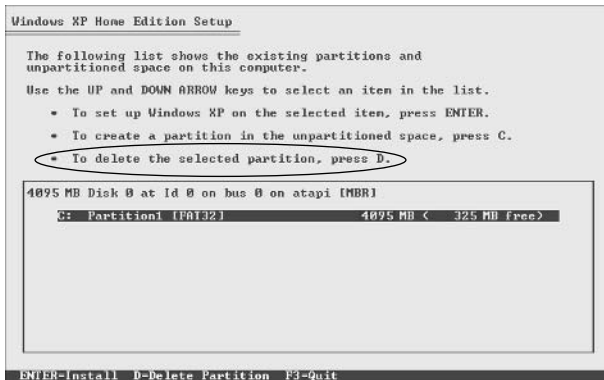 Windows XP Home Edition Setup
The following list shows the existing partitions and
unpartitioned space on this computer.
Use the UP and DOWN ARROW keys to select an item in the list.
• To set up Windows XP on the selected item, press ENTER.
• To create a partition in the unpartitioned space, press C.
• To delete the selected partition, press D.
4095 MB Disk 0 at Id 0 on bus 0 on atapi [MBR]
C: Partition1 [FAT32] 4095 MB ( 325 MB free)
ENTER=Install D=Delete Partition F3=Quit